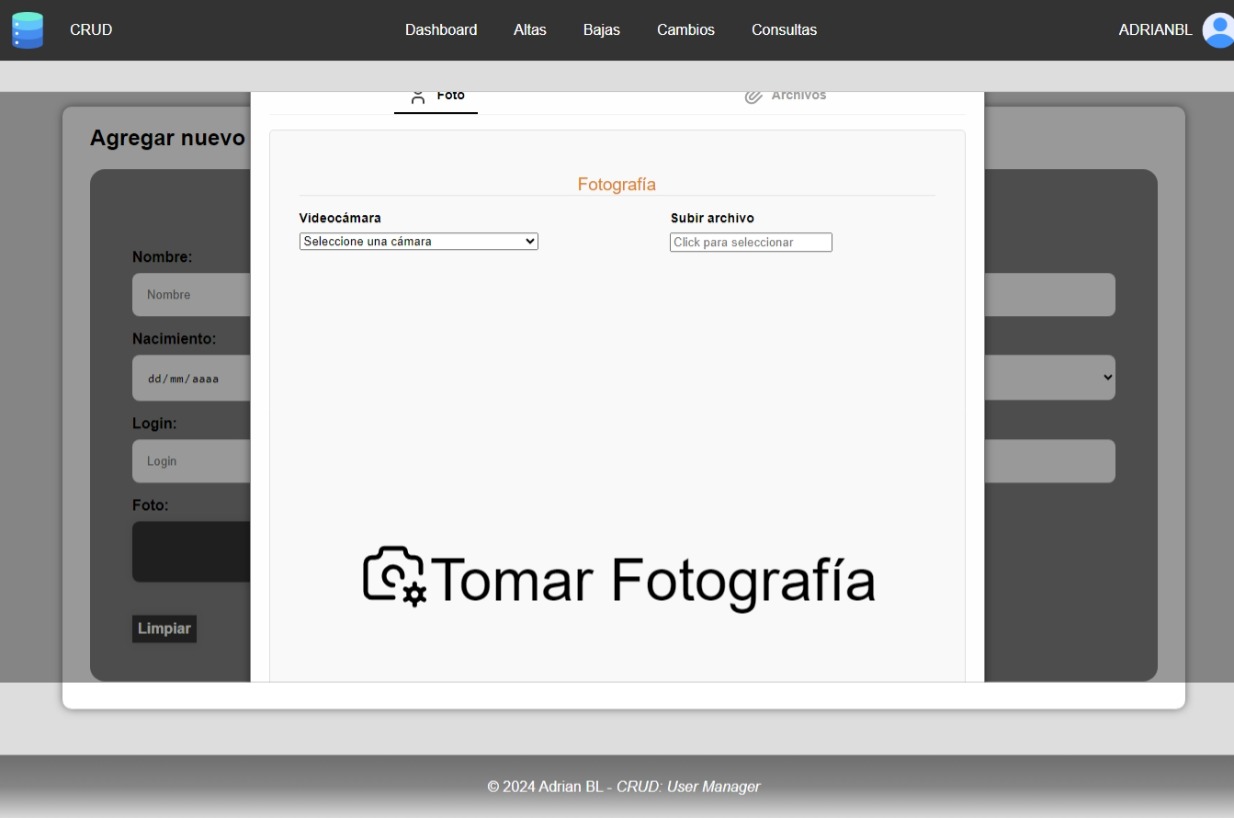 CRUD Dashboard Altas Bajas Cambios Consultas ADRIANBL
Foto Archivos
Agregar nuevo
Fotografía
Videocámara Subir archivo
Seleccione una cámara Click para seleccionar
Nombre:
Nombre
Nacimiento:
dd/mm/aaaa
Login:
Login
Foto:
Tomar Fotografía
Limpiar
© 2024 Adrian BL - CRUD: User Manager